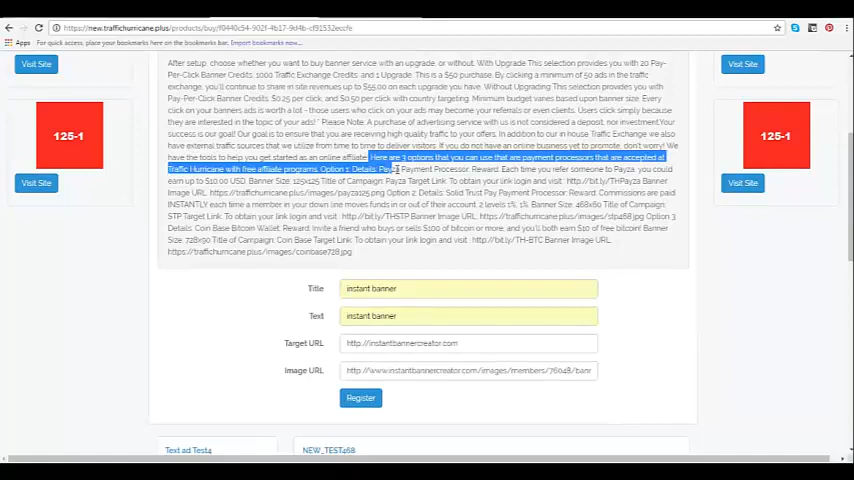 https://new.traffichurricane.plus/products/buy/f0440c54-902f-4b17-9d4b-cf931532eccfe
Apps For quick access, place your bookmarks here on the bookmarks bar. Import bookmarks now...
Visit Site
Visit Site
125-1
125-1
Visit Site
Visit Site
After setup, choose whether you want to buy banner service with an upgrade, or without. With Upgrade This selection provides you with 20 Pay-
Per-Click Banner Credits, 1000 Traffic Exchange Credits, and 1 Upgrade. This is a $50 purchase. By clicking a minimum of 50 ads in the traffic
exchange, you'll continue to share in site revenues up to $55.00 on each upgrade you have. Without Upgrading This selection provides you with
Pay-Per-Click Banner Credits. $0.25 per click, and $0.50 per click with country targeting. Minimum budget varies based upon banner size. Every
click on your banners ads is worth a lot - those users who click on your ads may become your referrals or even clients. Users click simply because
they are interested in the topic of your ads! * Please Note: A purchase of advertising service with us is not considered a deposit, nor investment.Your
success is our goal! Our goal is to ensure that you are receiving high quality traffic to your offers. In addition to our in house Traffic Exchange we also
have external traffic sources that we utilize from time to time to deliver visitors. If you do not have an online business yet to promote, don't worry! We
have the tools to help you get started as an online affiliate. Here are 3 options that you can use that are payment processors that are accepted at
Traffic Hurricane with free affiliate programs. Option 1: Details: Payza Payment Processor: Reward. Each time you refer someone to Payza, you could
earn up to $10.00 USD. Banner Size: 125x125 Title of Campaign: Payza Target Link: To obtain your link login and visit : http://bit.ly/THPayza Banner
Image URL: https://traffichurricane.plus/images/payza125.png Option 2: Details: Solid Trust Pay Payment Processor: Reward. Commissions are paid
INSTANTLY each time a member in your down line moves funds in or out of their account. 2 levels 1%, 1%. Banner Size: 468x60 Title of Campaign:
STP Target Link: To obtain your link login and visit : http://bit.ly/THSTP Banner Image URL: https://traffichurricane.plus/images/stp468.jpg Option 3
Details: Coin Base Bitcoin Wallet: Reward: Invite a friend who buys or sells $100 of bitcoin or more, and you'll both earn $10 of free bitcoin! Banner
Size: 728x90 Title of Campaign: Coin Base Target Link: To obtain your link login and visit : http://bit.ly/TH-BTC Banner Image URL:
https://traffichurricane.plus/images/coinbase728.jpg
Title instant banner
Text instant banner
Target URL http://instantbannercreator.com
Image URL http://www.instantbannercreator.com/images/members/76048/bann
Register
Text ad Test4
NEW_TEST468